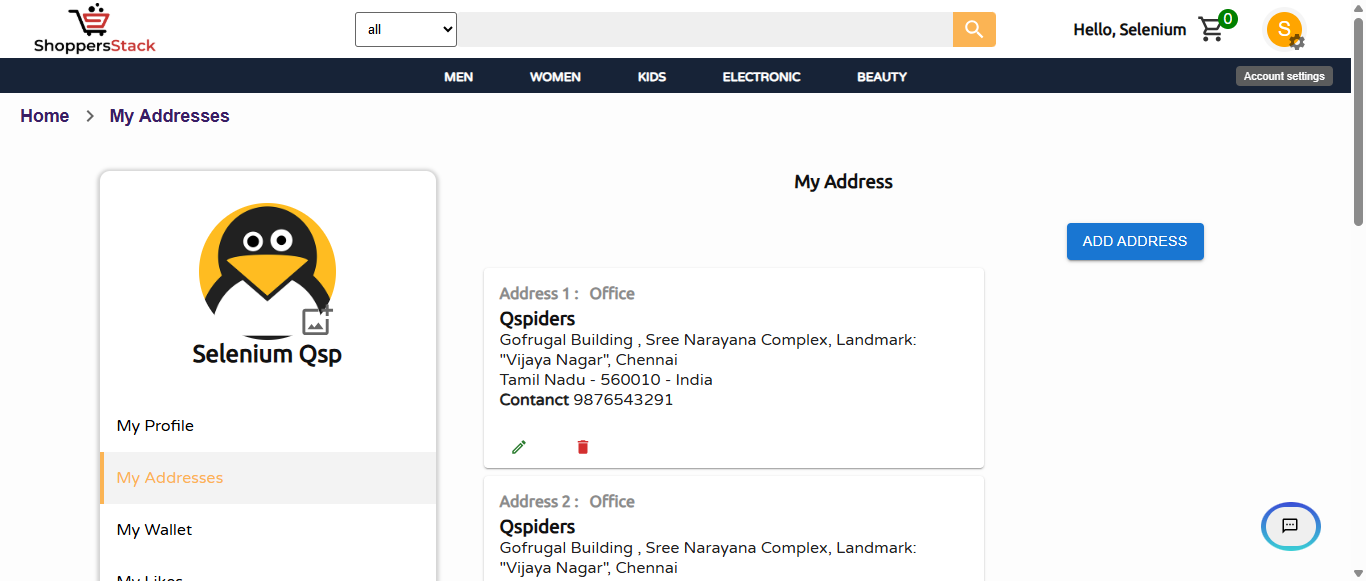 ShoppersStack
all
Hello, Selenium
0
S
MEN WOMEN KIDS ELECTRONIC BEAUTY
Account settings
Home > My Addresses
Selenium Qsp
My Profile
My Addresses
My Wallet
My Likes
My Address
ADD ADDRESS
Address 1 : Office
Qspiders
Gofrugal Building , Sree Narayana Complex, Landmark:
"Vijaya Nagar", Chennai
Tamil Nadu - 560010 - India
Contanct 9876543291
Address 2 : Office
Qspiders
Gofrugal Building , Sree Narayana Complex, Landmark:
"Vijaya Nagar", Chennai